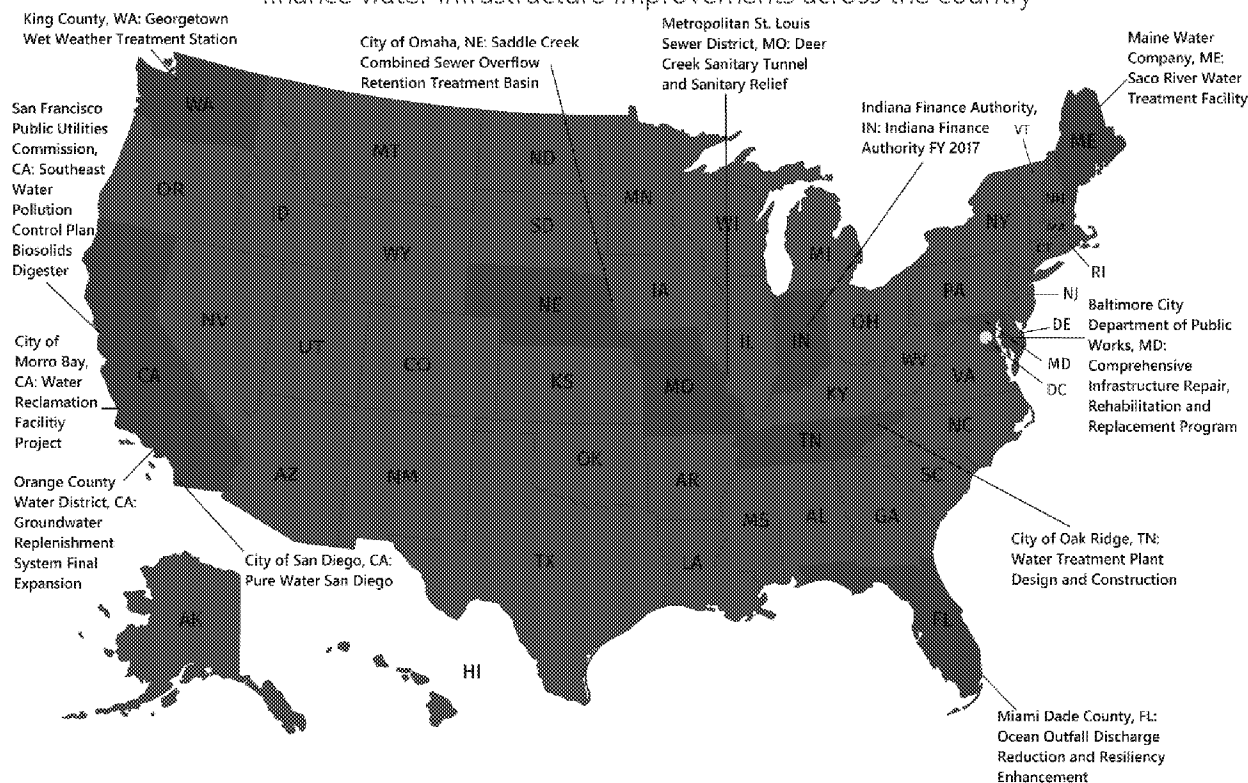 finance water infrastructure improvements across the country
King County, WA: Georgetown
Wet Weather Treatment Station
City of Omaha, NE: Saddle Creek
Combined Sewer Overflow
Retention Treatment Basin
Metropolitan St. Louis
Sewer District, MO: Deer
Creek Sanitary Tunnel
and Sanitary Relief
Indiana Finance Authority,
IN: Indiana Finance
Authority FY 2017
Maine Water
Company, ME:
Saco River Water
Treatment Facility
San Francisco
Public Utilities
Commission,
CA: Southeast
Water
Pollution
Control Plan
Biosolids
Digester
City of
Morro Bay,
CA: Water
Reclamation
Facilitiy
Project
Orange County
Water District, CA:
Groundwater
Replenishment
System Final
Expansion
City of San Diego, CA:
Pure Water San Diego
Baltimore City
Department of Public
Works, MD:
Comprehensive
Infrastructure Repair,
Rehabilitation and
Replacement Program
City of Oak Ridge, TN:
Water Treatment Plant
Design and Construction
Miami Dade County, FL:
Ocean Outfall Discharge
Reduction and Resiliency
Enhancement
WA
OR
MT
ND
MN
SD
NE
IA
MI
NY
VT
ME
RI
NJ
DE
MD
DC
PA
OH
IN
IL
WV
VA
KY
NV
UT
CA
KS
MO
NC
TN
SC
OK
AR
AZ
NM
MS
AL
GA
TX
LA
FL
AK
HI